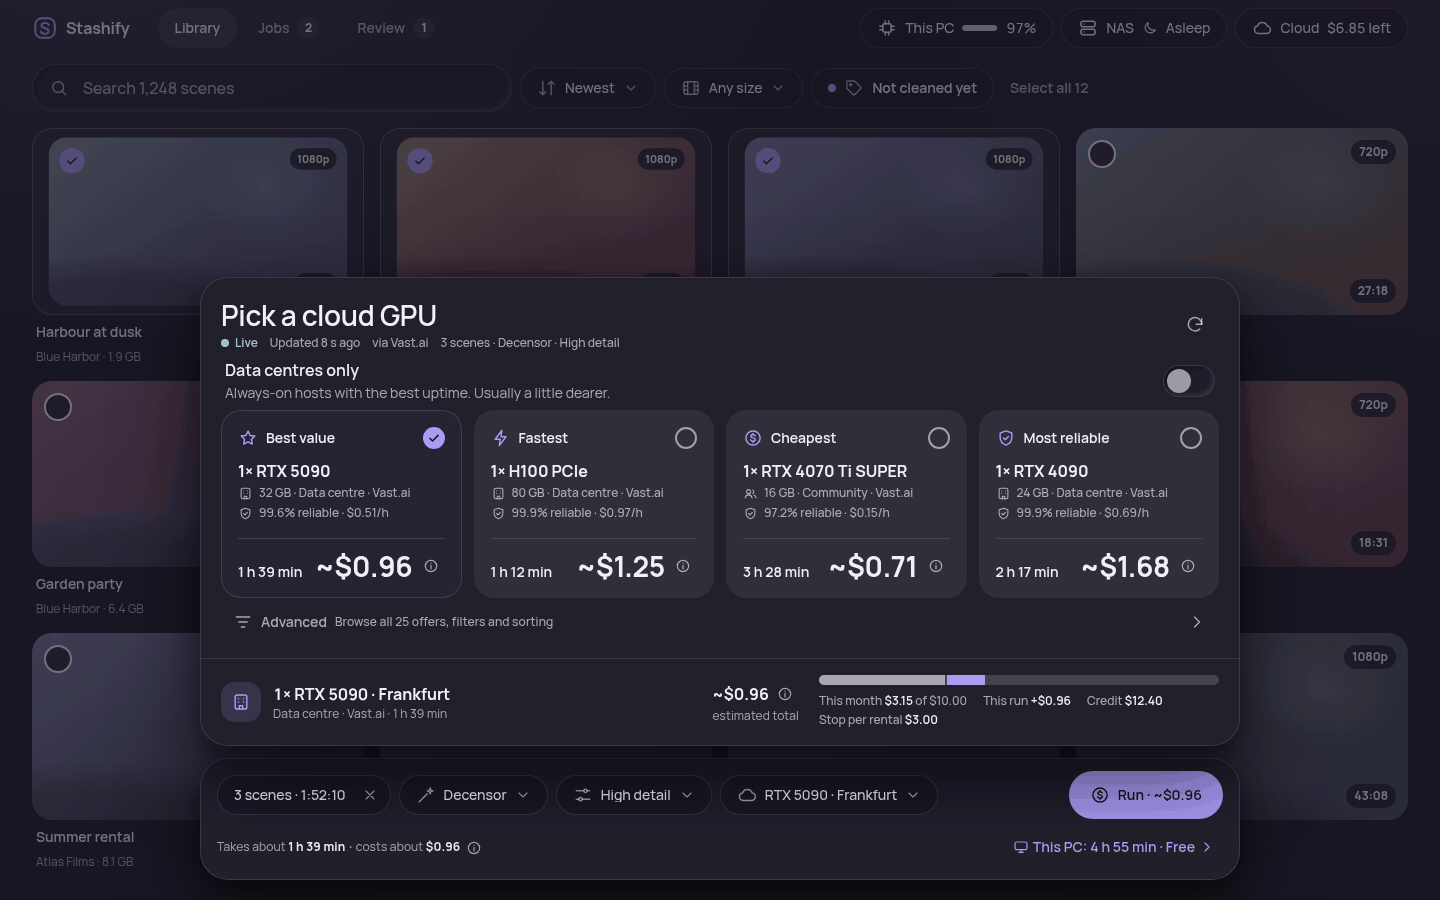 Stashify
Library
Jobs 2
Review 1
This PC 97%
NAS Asleep
Cloud $6.85 left
Search 1,248 scenes
Newest
Any size
Not cleaned yet
Select all 12
1080p
1080p
1080p
720p
27:18
Harbour at dusk
Blue Harbor · 1.9 GB
Pick a cloud GPU
Live Updated 8 s ago via Vast.ai 3 scenes · Decensor · High detail
Data centres only
Always-on hosts with the best uptime. Usually a little dearer.
720p
18:31
Best value
1× RTX 5090
32 GB · Data centre · Vast.ai
99.6% reliable · $0.51/h
1 h 39 min ~$0.96
Fastest
1× H100 PCIe
80 GB · Data centre · Vast.ai
99.9% reliable · $0.97/h
1 h 12 min ~$1.25
Cheapest
1× RTX 4070 Ti SUPER
16 GB · Community · Vast.ai
97.2% reliable · $0.15/h
3 h 28 min ~$0.71
Most reliable
1× RTX 4090
24 GB · Data centre · Vast.ai
99.9% reliable · $0.69/h
2 h 17 min ~$1.68
Garden party
Blue Harbor · 6.4 GB
Advanced Browse all 25 offers, filters and sorting
1080p
43:08
1× RTX 5090 · Frankfurt
Data centre · Vast.ai · 1 h 39 min
~$0.96
estimated total
This month $3.15 of $10.00 This run +$0.96 Credit $12.40
Stop per rental $3.00
3 scenes · 1:52:10
Decensor
High detail
RTX 5090 · Frankfurt
Run · ~$0.96
Takes about 1 h 39 min · costs about $0.96
This PC: 4 h 55 min · Free
Summer rental
Atlas Films · 8.1 GB